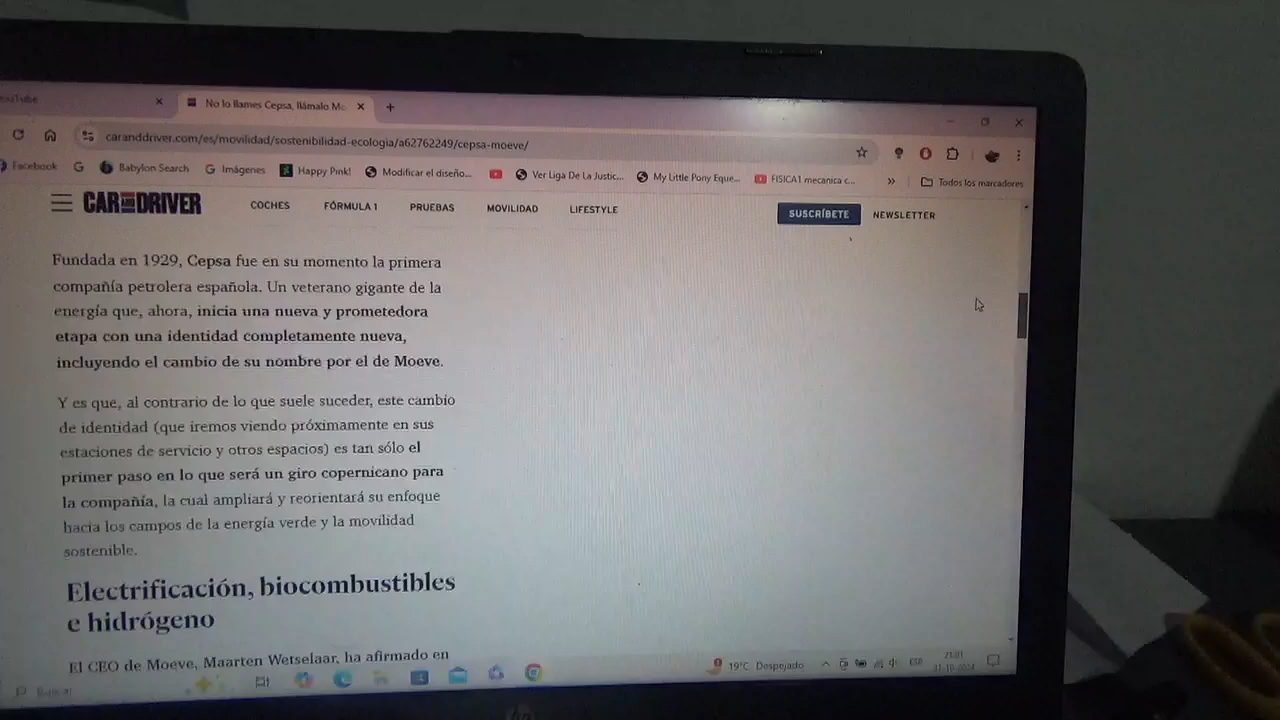 No lo llames Cepsa, llámalo Mc
caranddriver.com/es/movilidad/sostenibilidad-ecologia/a62762249/cepsa-moeve/
Facebook Babylon Search Imágenes Happy Pink! Modificar el diseño... Ver Liga De La Justic... My Little Pony Eque... FISICA1 mecanica c... » Todos los marcadores
CAR AND DRIVER COCHES FÓRMULA 1 PRUEBAS MOVILIDAD LIFESTYLE SUSCRÍBETE NEWSLETTER
Fundada en 1929, Cepsa fue en su momento la primera
compañía petrolera española. Un veterano gigante de la
energía que, ahora, inicia una nueva y prometedora
etapa con una identidad completamente nueva,
incluyendo el cambio de su nombre por el de Moeve.
Y es que, al contrario de lo que suele suceder, este cambio
de identidad (que iremos viendo próximamente en sus
estaciones de servicio y otros espacios) es tan sólo el
primer paso en lo que será un giro copernicano para
la compañía, la cual ampliará y reorientará su enfoque
hacia los campos de la energía verde y la movilidad
sostenible.
Electrificación, biocombustibles
e hidrógeno
El CEO de Moeve, Maarten Wetselaar, ha afirmado en
19°C Despejado ESP
hp